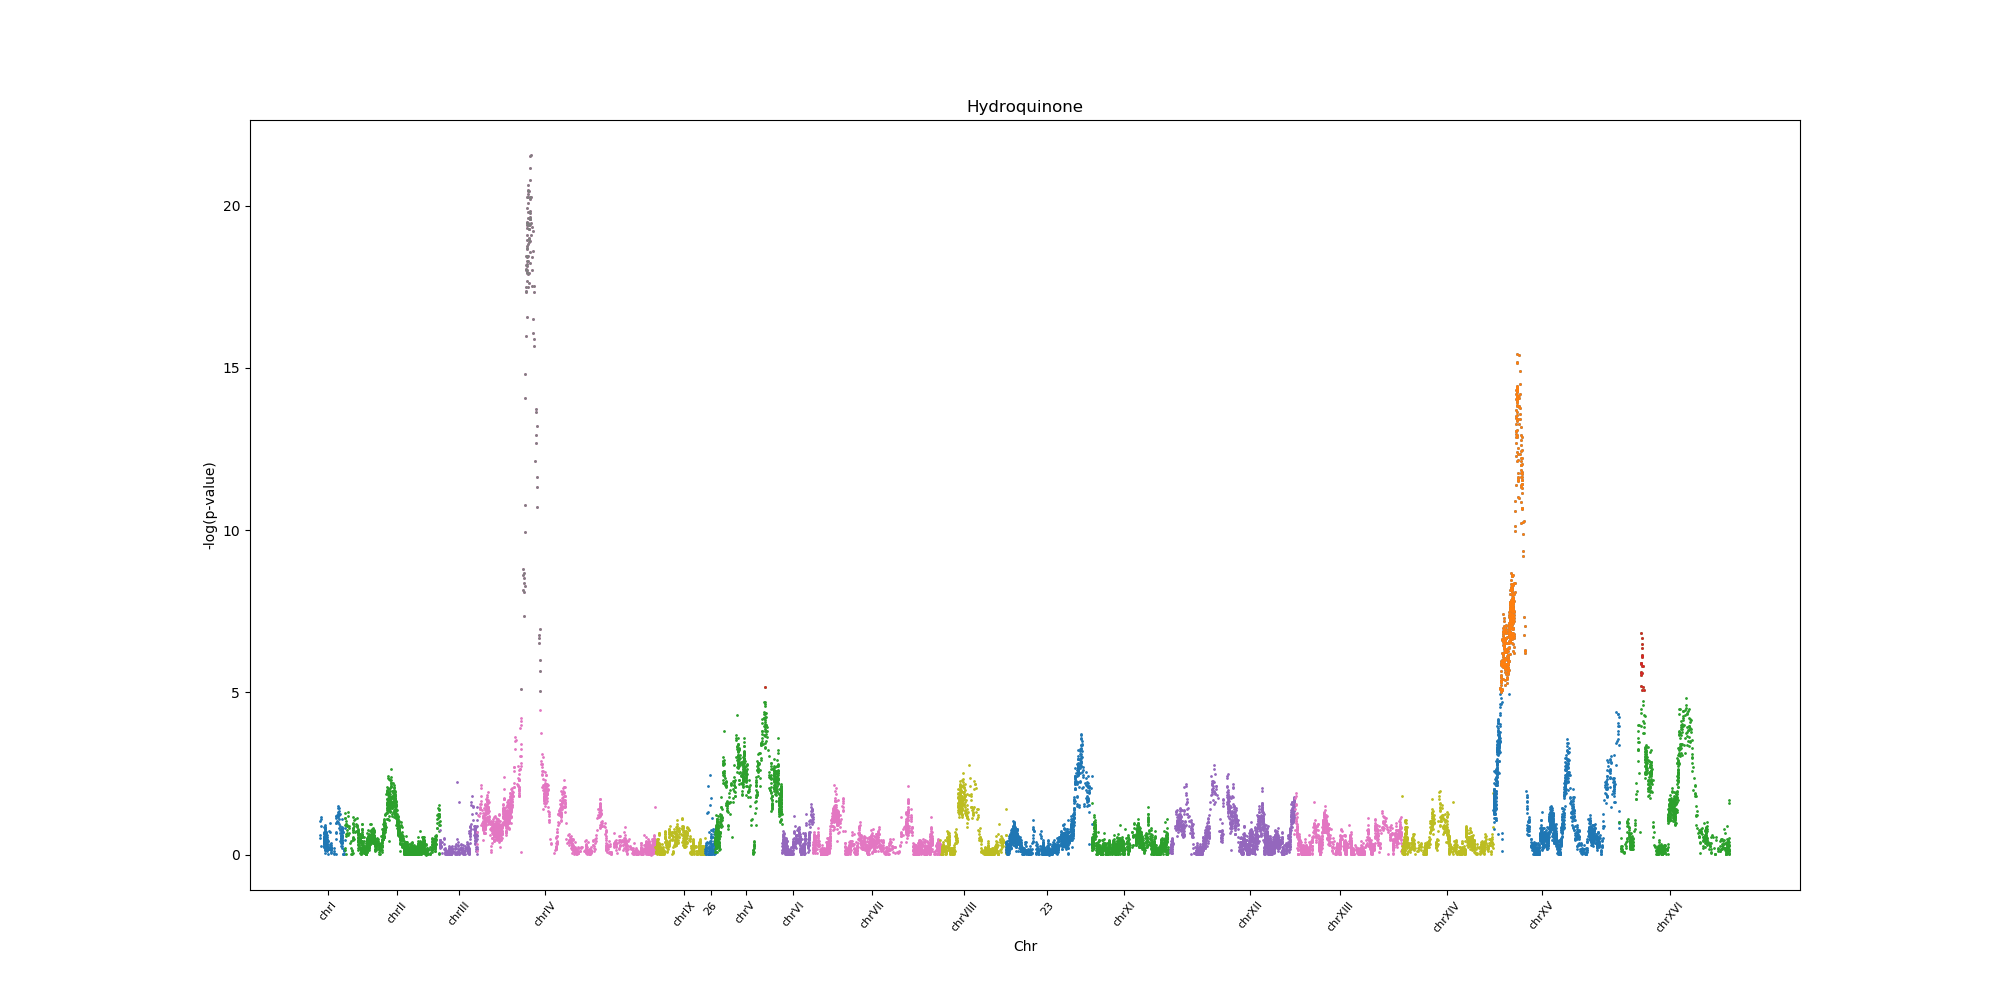 Hydroquinone
-log(p-value)
20
15
10
5
0
chrI chrII chrIII chrIV chrIX 26 chrV chrVI chrVII chrVIII 23 chrXI chrXII chrXIII chrXIV chrXV chrXVI
Chr